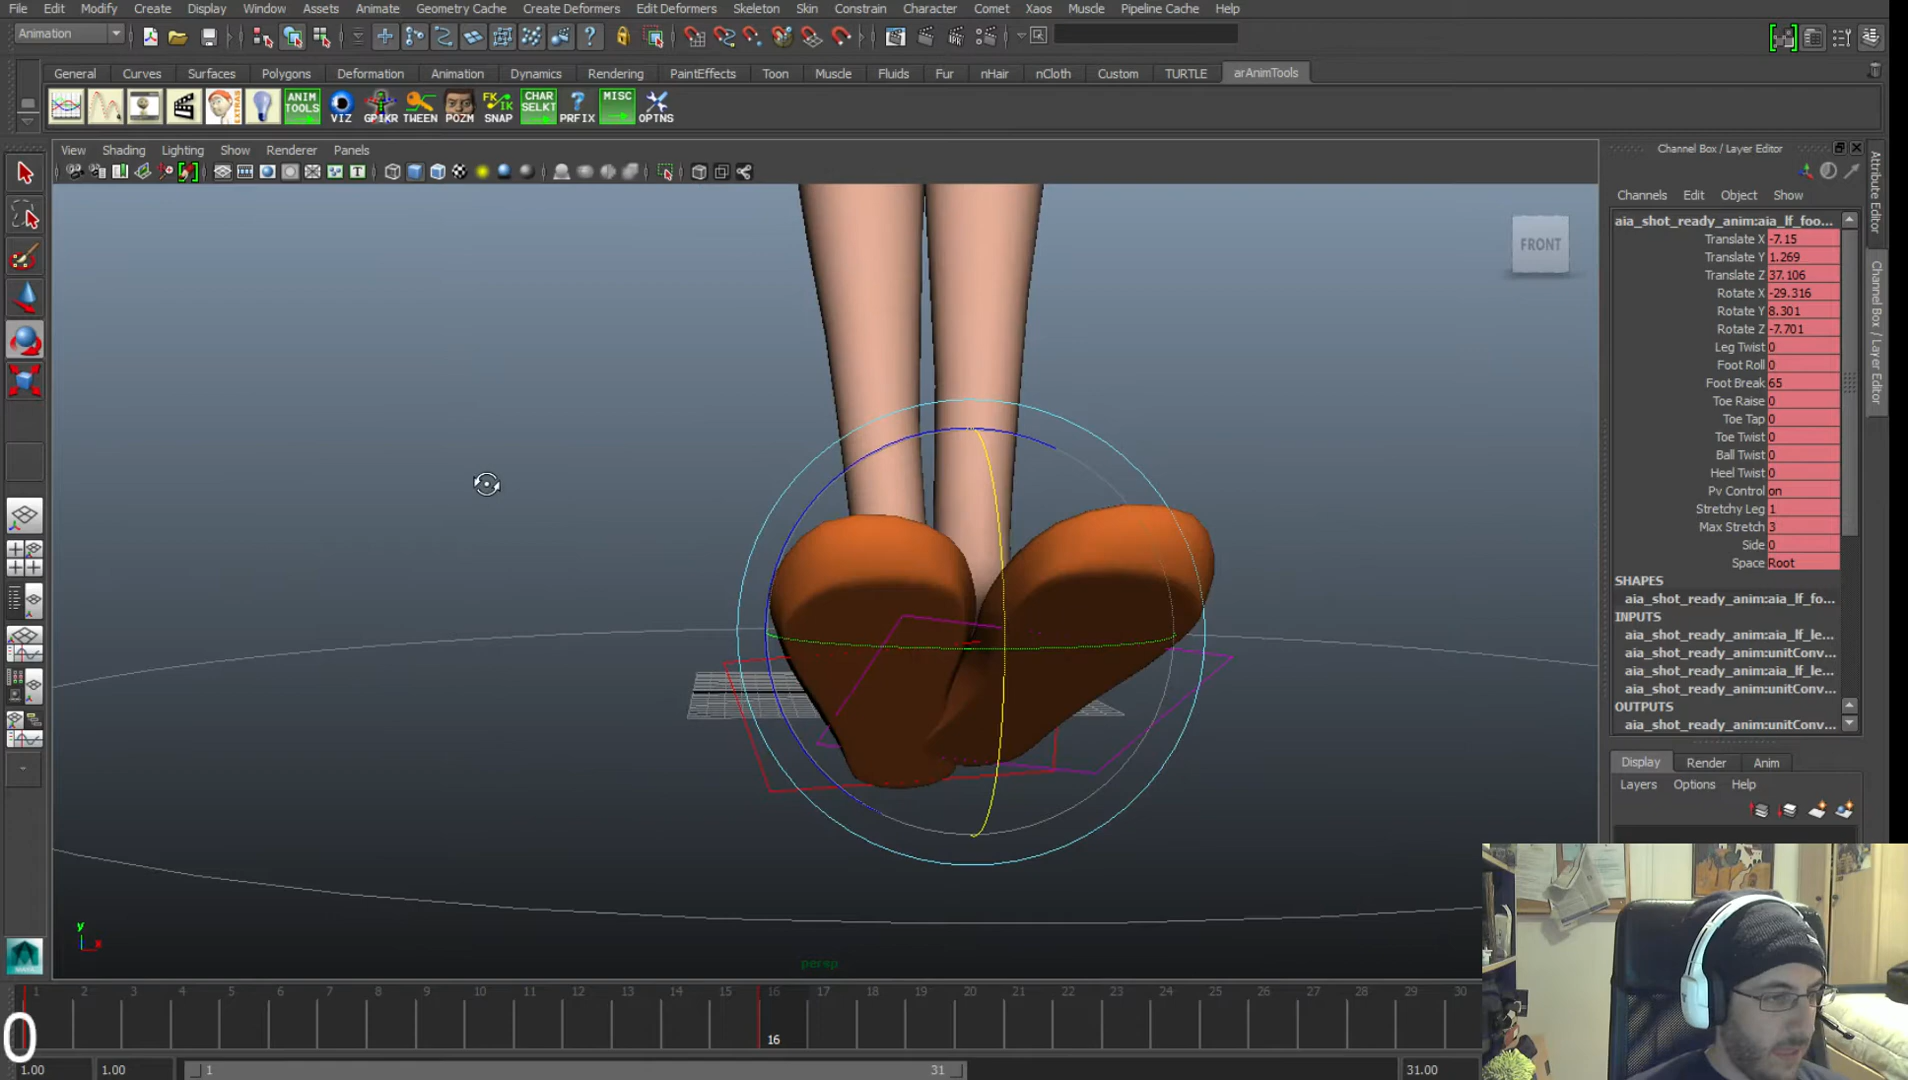 File Edit Modify Create Display Window Assets Animate Geometry Cache Create Deformers Edit Deformers Skeleton Skin Constrain Character Comet Xaos Muscle Pipeline Cache Help
Animation
General Curves Surfaces Polygons Deformation Animation Dynamics Rendering PaintEffects Toon Muscle Fluids Fur nHair nCloth Custom TURTLE arAnimTools
ANIM TOOLS VIZ GPIKR TWEEN POZM FK/IK SNAP CHAR SELKT PRFIX MISC OPTNS
View Shading Lighting Show Renderer Panels
Channel Box / Layer Editor
Channels Edit Object Show
aia_shot_ready_anim:aia_lf_foo...
Translate X -7.15
Translate Y 1.269
Translate Z 37.106
Rotate X -29.316
Rotate Y 8.301
Rotate Z -7.701
Leg Twist 0
Foot Roll 0
Foot Break 65
Toe Raise 0
Toe Tap 0
Toe Twist 0
Ball Twist 0
Heel Twist 0
Pv Control on
Stretchy Leg 1
Max Stretch 3
Side 0
Space Root
SHAPES
aia_shot_ready_anim:aia_lf_fo...
INPUTS
aia_shot_ready_anim:aia_lf_le...
aia_shot_ready_anim:unitConv...
aia_shot_ready_anim:aia_lf_le...
aia_shot_ready_anim:unitConv...
OUTPUTS
aia_shot_ready_anim:unitConv...
Display Render Anim
Layers Options Help
Attribute Editor
Channel Box / Layer Editor
FRONT
y
x
persp
1 2 3 4 5 6 7 8 9 10 11 12 13 14 15 16 17 18 19 20 21 22 23 24 25 26 27 28 29 30
16
0
1.00 1.00 1 31 31.00